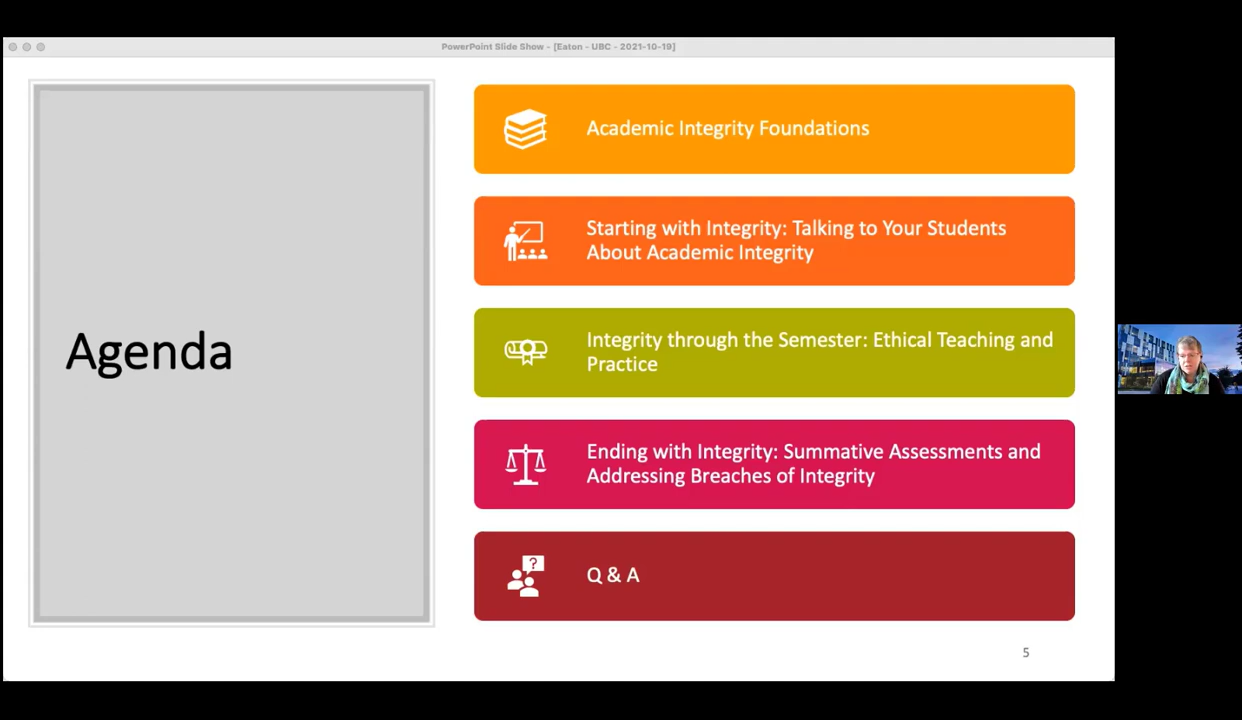 PowerPoint Slide Show - [Eaton - UBC - 2021-10-19]
Agenda
Academic Integrity Foundations
Starting with Integrity: Talking to Your Students
About Academic Integrity
Integrity through the Semester: Ethical Teaching and
Practice
Ending with Integrity: Summative Assessments and
Addressing Breaches of Integrity
?
Q & A
5